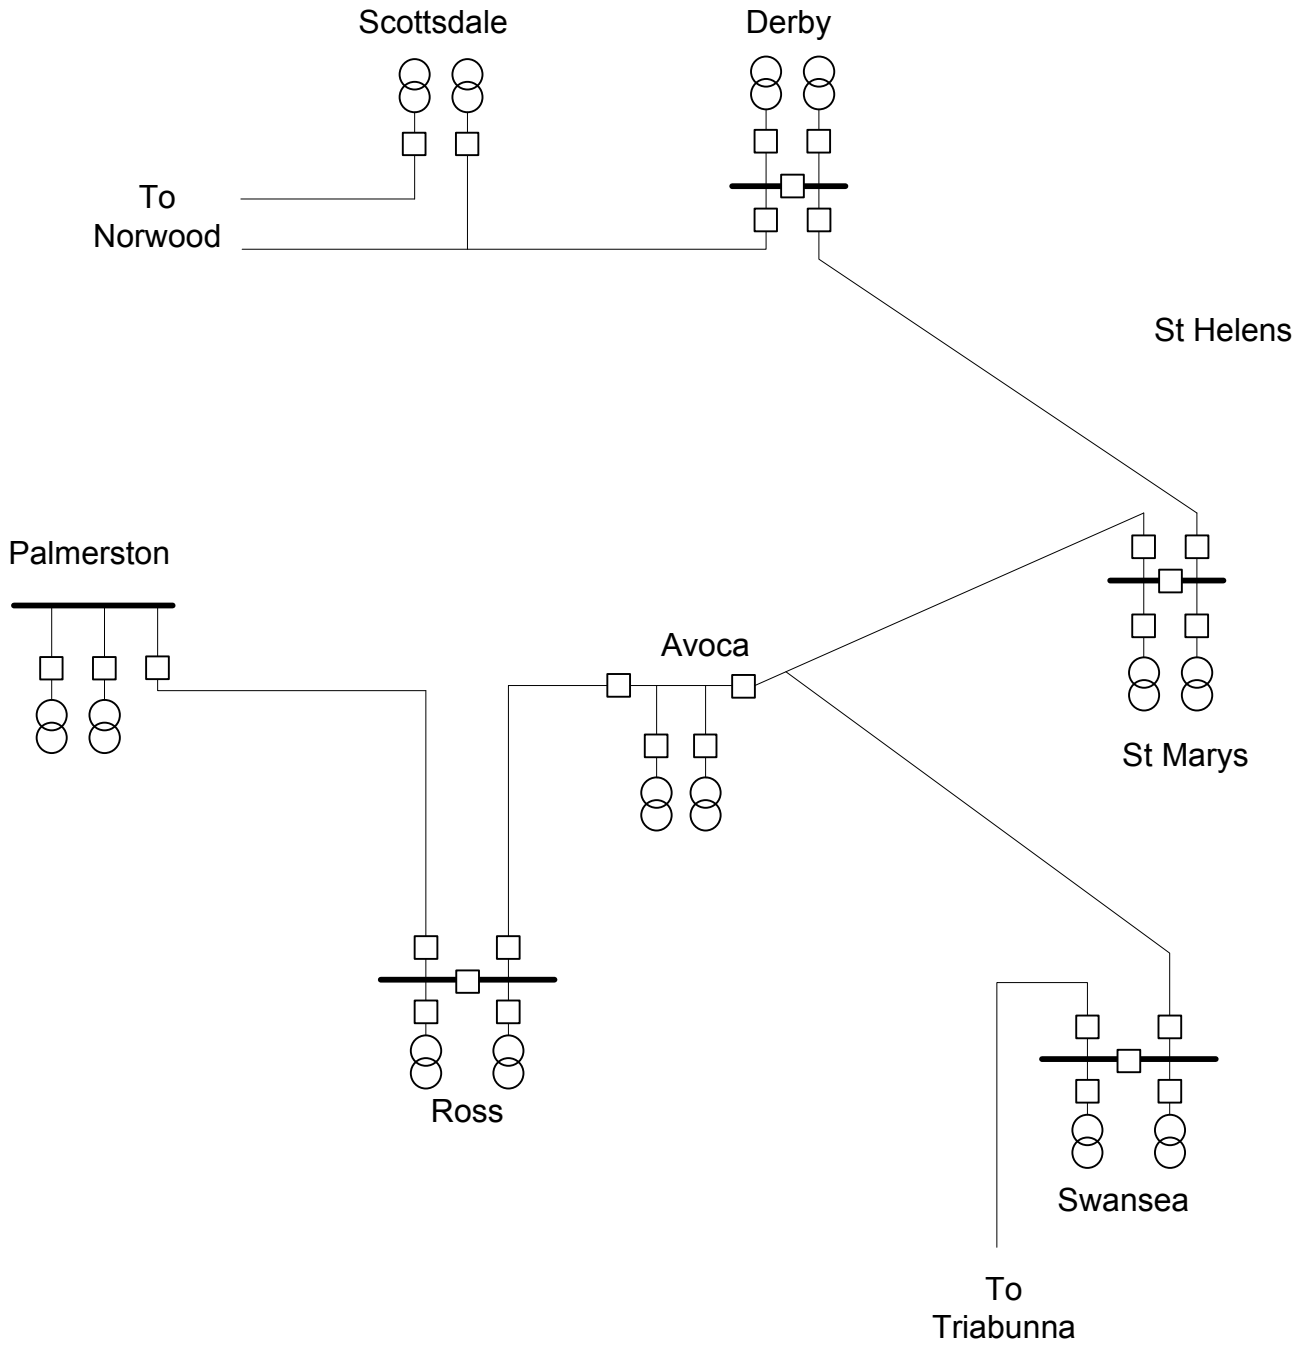 Scottsdale
Derby
To
Norwood
St Helens
Palmerston
Avoca
St Marys
Ross
Swansea
To
Triabunna